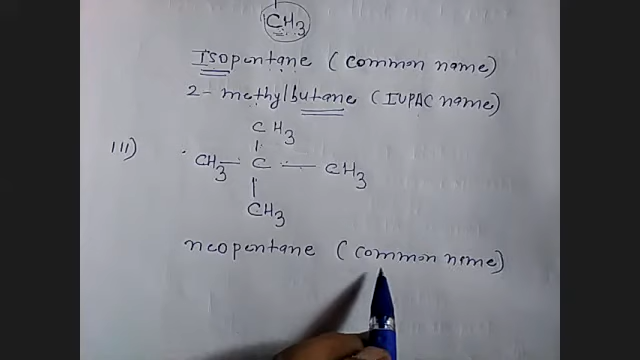 CH3
Isopentane (common name)
2-methylbutane (IUPAC name)
CH3
III) CH3—C—CH3
CH3
neopentane (common name)